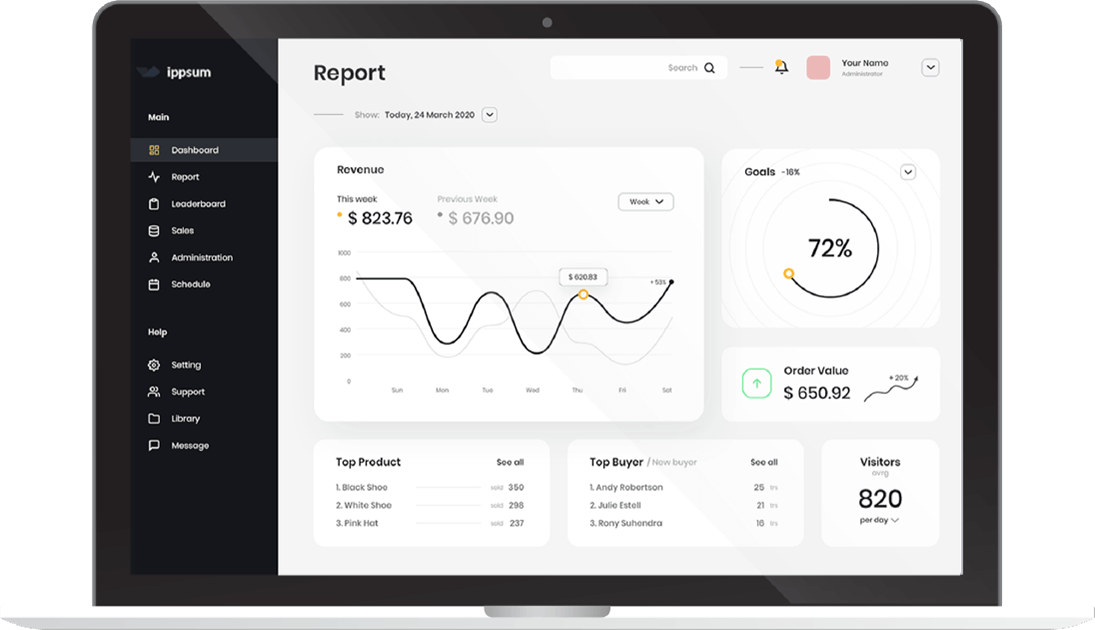 ippsum
Main
Dashboard
Report
Leaderboard
Sales
Administration
Schedule
Help
Setting
Support
Library
Message
Report
Search
Your Name
Administrator
Show: Today, 24 March 2020
Revenue
This week
$ 823.76
Previous Week
$ 676.90
Week
1000
800
600
400
200
0
$ 620.83
+ 53%
Sun
Mon
Tue
Wed
Thu
Fri
Sat
Goals -16%
72%
Order Value
$ 650.92
+ 20%
Top Product
See all
1. Black Shoe sold 350
2. White Shoe sold 298
3. Pink Hat sold 237
Top Buyer / New buyer
See all
1. Andy Robertson 25 trs
2. Julie Estell 21 trs
3. Rony Suhendra 16 trs
Visitors
avrg
820
per day